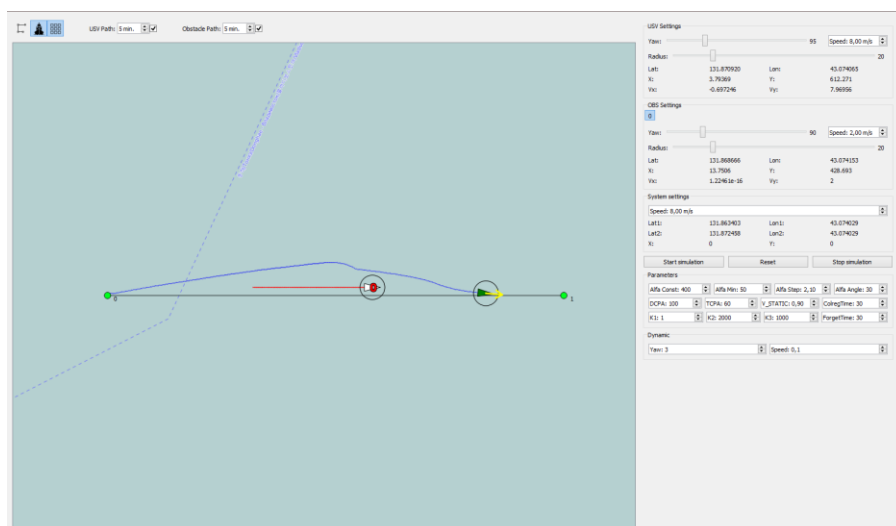 USV Path: 5 min. Obstacle Path: 5 min.
0
1
USV Settings
Yaw: 95 Speed: 8,00 m/s
Radius: 20
Lat: 131.870920 Lon: 43.074065
X: 3.79369 Y: 612.271
Vx: -0.697246 Vy: 7.96956
OBS Settings
0
Yaw: 90 Speed: 2,00 m/s
Radius: 20
Lat: 131.868666 Lon: 43.074153
X: 13.7506 Y: 428.693
Vx: 1.22461e-16 Vy: 2
System settings
Speed: 8,00 m/s
Lat1: 131.863403 Lon1: 43.074029
Lat2: 131.872458 Lon2: 43.074029
X: 0 Y: 0
Start simulation Reset Stop simulation
Parameters
Alfa Const: 400 Alfa Min: 50 Alfa Step: 2,10 Alfa Angle: 30
DCPA: 100 TCPA: 60 V_STATIC: 0,90 ColregTime: 30
K1: 1 K2: 2000 K3: 1000 ForgetTime: 30
Dynamic
Yaw: 3 Speed: 0,1